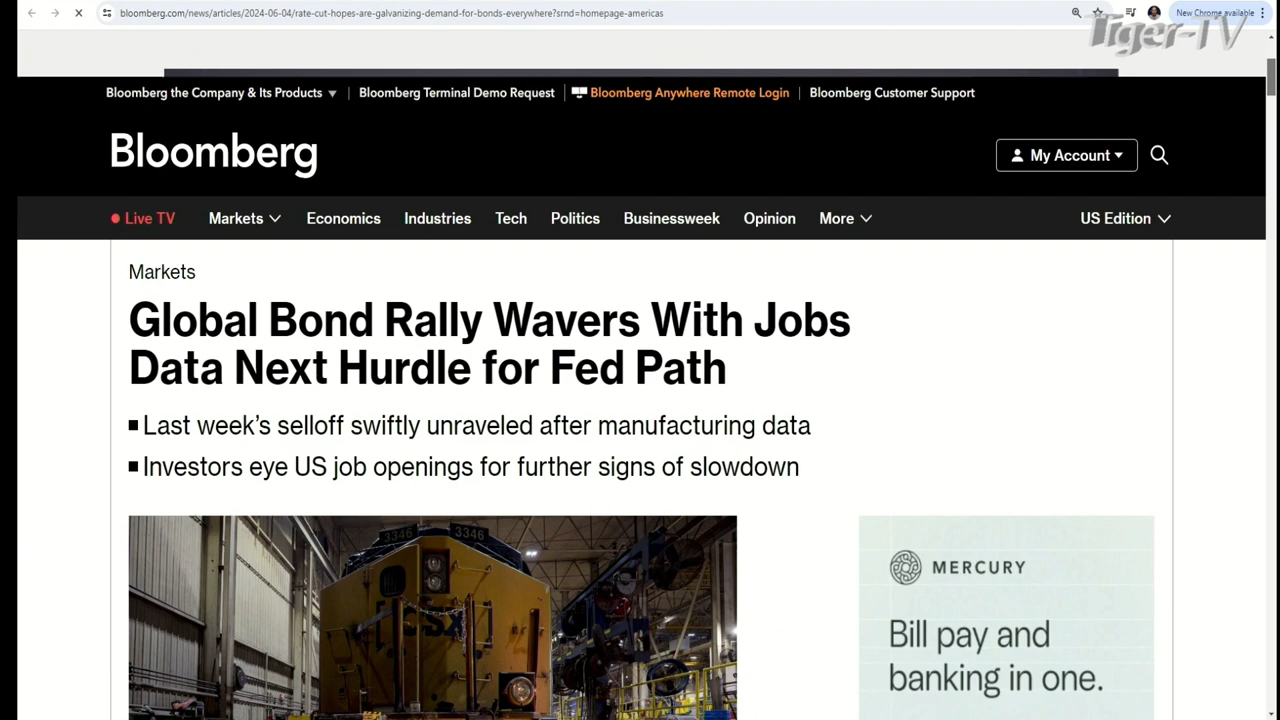 bloomberg.com/news/articles/2024-06-04/rate-cut-hopes-are-galvanizing-demand-for-bonds-everywhere?srnd=homepage-americas
New Chrome available
Tiger-TV
Bloomberg the Company & Its Products
Bloomberg Terminal Demo Request
Bloomberg Anywhere Remote Login
Bloomberg Customer Support
Bloomberg
My Account
Live TV
Markets
Economics
Industries
Tech
Politics
Businessweek
Opinion
More
US Edition
Markets
Global Bond Rally Wavers With Jobs
Data Next Hurdle for Fed Path
Last week's selloff swiftly unraveled after manufacturing data
Investors eye US job openings for further signs of slowdown
3346
3346
CSX
MERCURY
Bill pay and
banking in one.